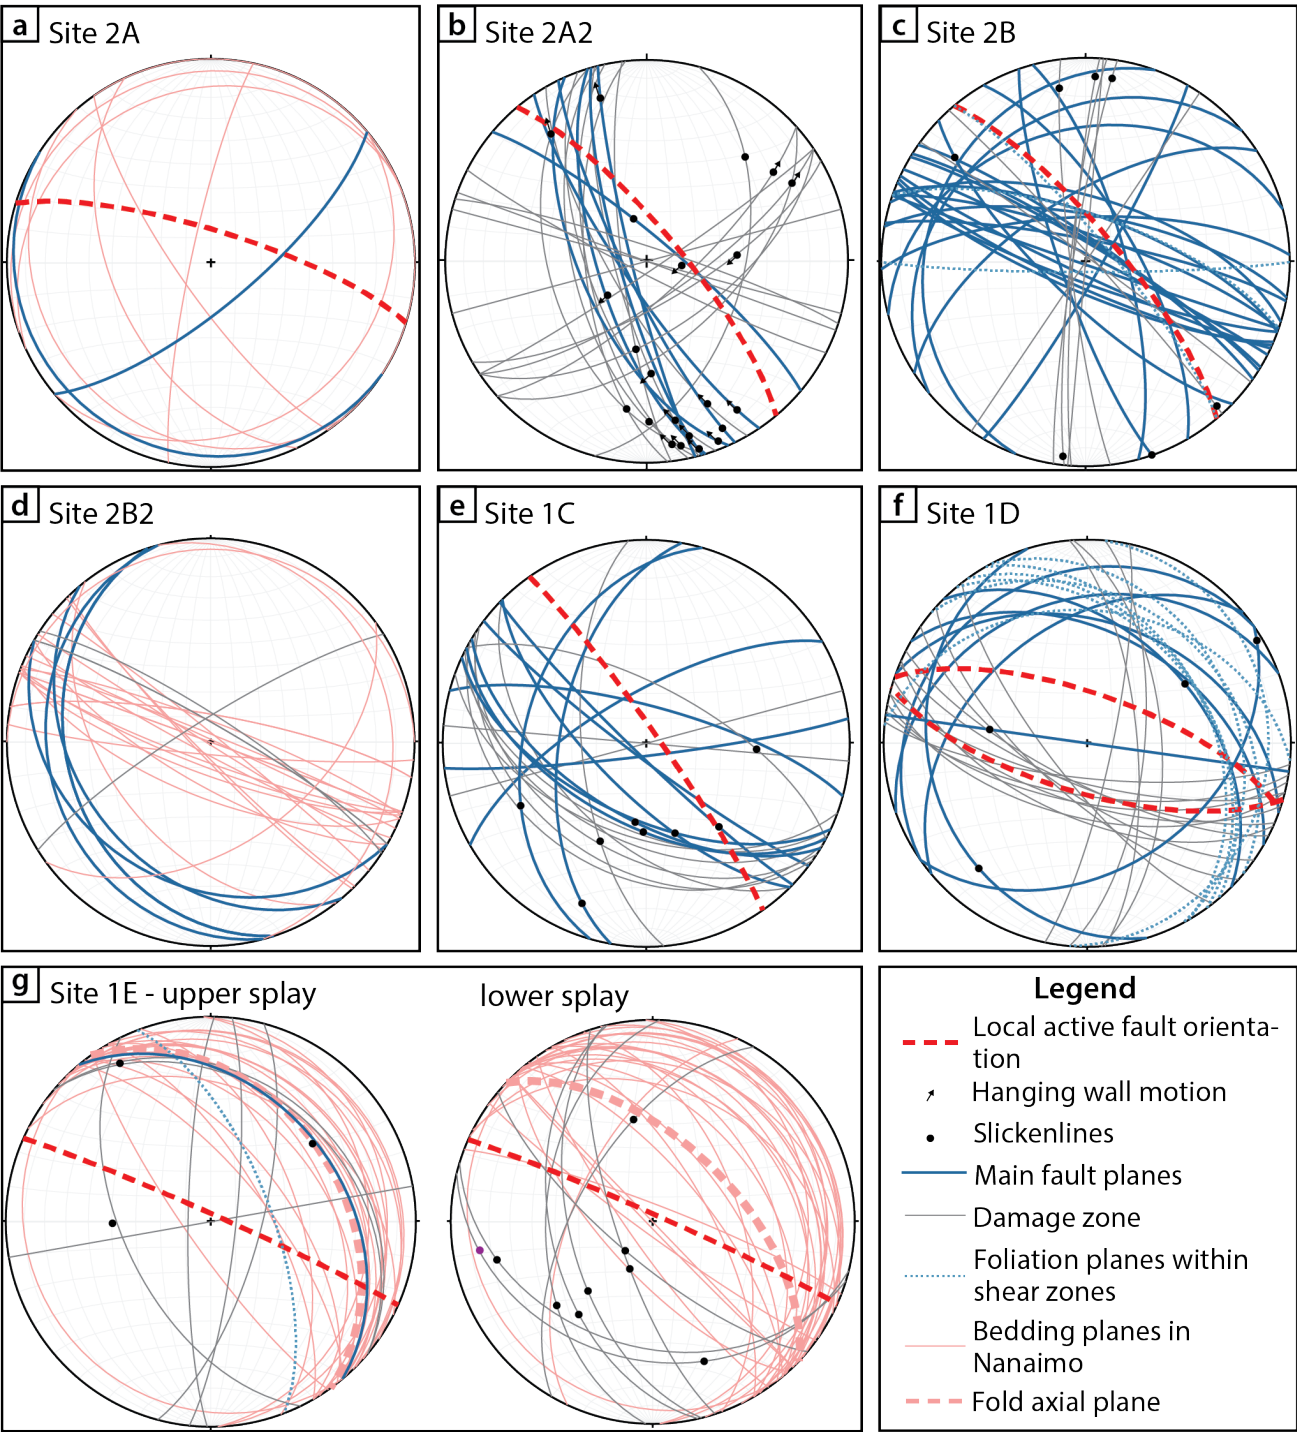 a Site 2A
b Site 2A2
c Site 2B
d Site 2B2
e Site 1C
f Site 1D
g Site 1E - upper splay
lower splay
Legend
Local active fault orienta-
tion
Hanging wall motion
Slickenlines
Main fault planes
Damage zone
Foliation planes within
shear zones
Bedding planes in
Nanaimo
Fold axial plane